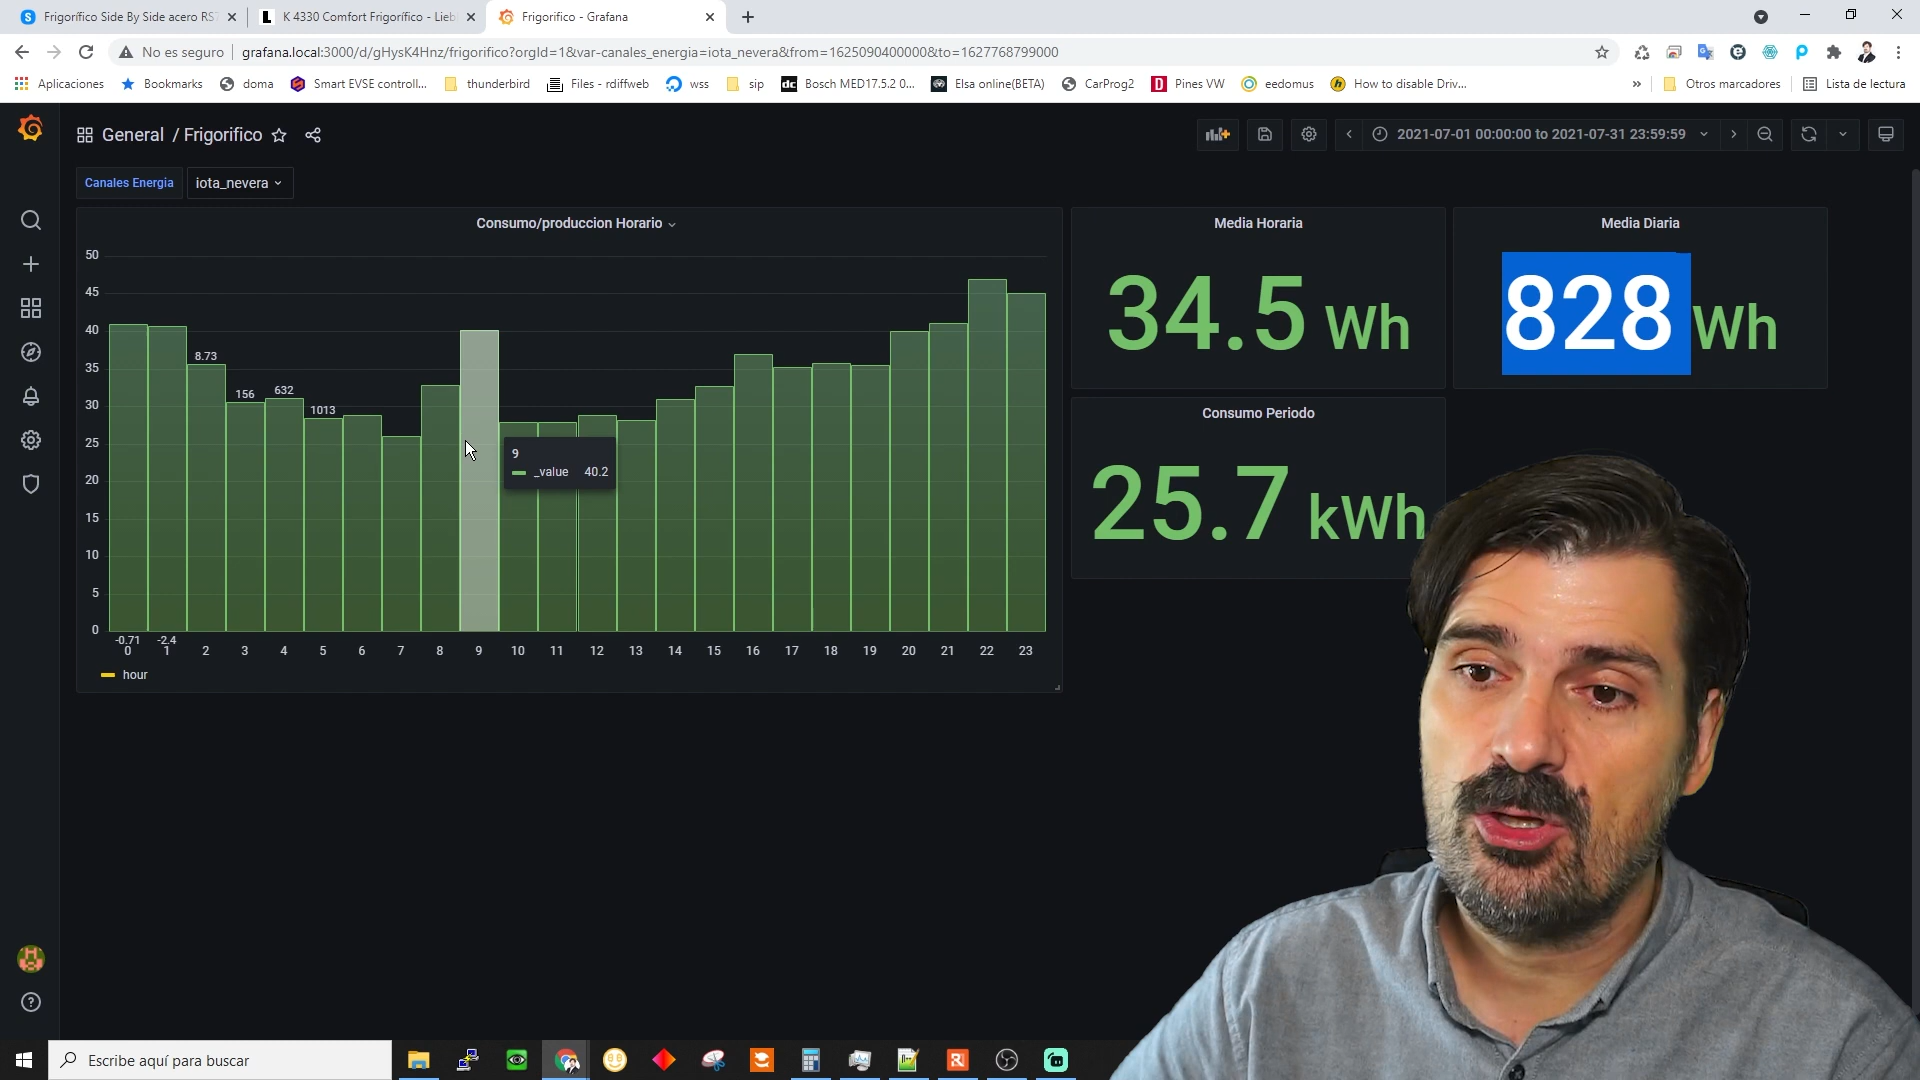 Frigorífico Side By Side acero RS7
K 4330 Comfort Frigorífico - Liebh
Frigorifico - Grafana
No es seguro
grafana.local:3000/d/gHysK4Hnz/frigorifico?orgId=1&var-canales_energia=iota_nevera&from=1625090400000&to=1627768799000
Aplicaciones
Bookmarks
doma
Smart EVSE controll...
thunderbird
Files - rdiffweb
wss
sip
Bosch MED17.5.2 0...
Elsa online(BETA)
CarProg2
Pines VW
eedomus
How to disable Driv...
»
Otros marcadores
Lista de lectura
General / Frigorifico
2021-07-01 00:00:00 to 2021-07-31 23:59:59
Canales Energia
iota_nevera
Consumo/produccion Horario
50
45
40
35
30
25
20
15
10
5
0
8.73
156
632
1013
-0.71
-2.4
9
_value 40.2
0 1 2 3 4 5 6 7 8 9 10 11 12 13 14 15 16 17 18 19 20 21 22 23
hour
Media Horaria
34.5 Wh
Media Diaria
828 Wh
Consumo Periodo
25.7 kWh
Escribe aquí para buscar